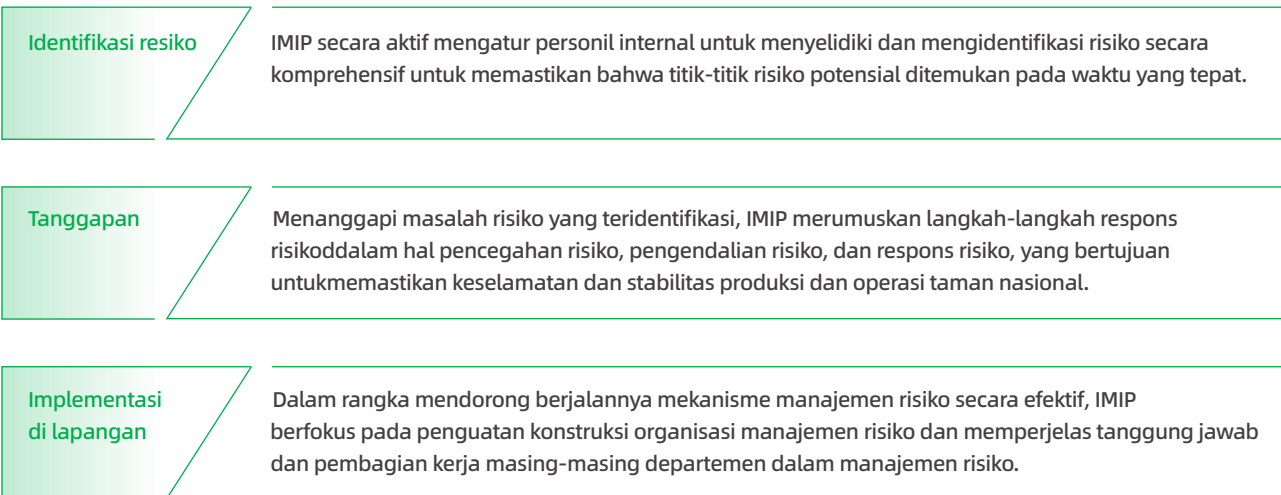 Identifikasi resiko
IMIP secara aktif mengatur personil internal untuk menyelidiki dan mengidentifikasi risiko secara
komprehensif untuk memastikan bahwa titik-titik risiko potensial ditemukan pada waktu yang tepat.
Tanggapan
Menanggapi masalah risiko yang teridentifikasi, IMIP merumuskan langkah-langkah respons
risikoddalam hal pencegahan risiko, pengendalian risiko, dan respons risiko, yang bertujuan
untukmemastikan keselamatan dan stabilitas produksi dan operasi taman nasional.
Implementasi
di lapangan
Dalam rangka mendorong berjalannya mekanisme manajemen risiko secara efektif, IMIP
berfokus pada penguatan konstruksi organisasi manajemen risiko dan memperjelas tanggung jawab
dan pembagian kerja masing-masing departemen dalam manajemen risiko.